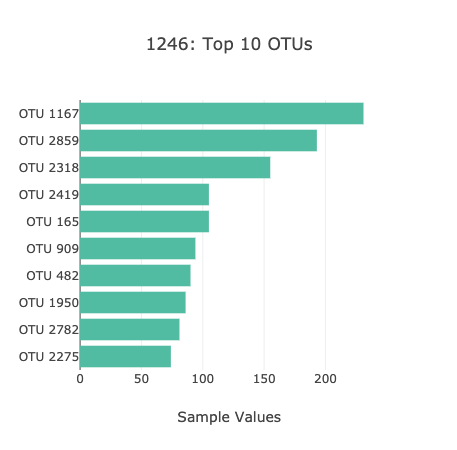 1246: Top 10 OTUs
OTU 1167
OTU 2859
OTU 2318
OTU 2419
OTU 165
OTU 909
OTU 482
OTU 1950
OTU 2782
OTU 2275
0 50 100 150 200
Sample Values